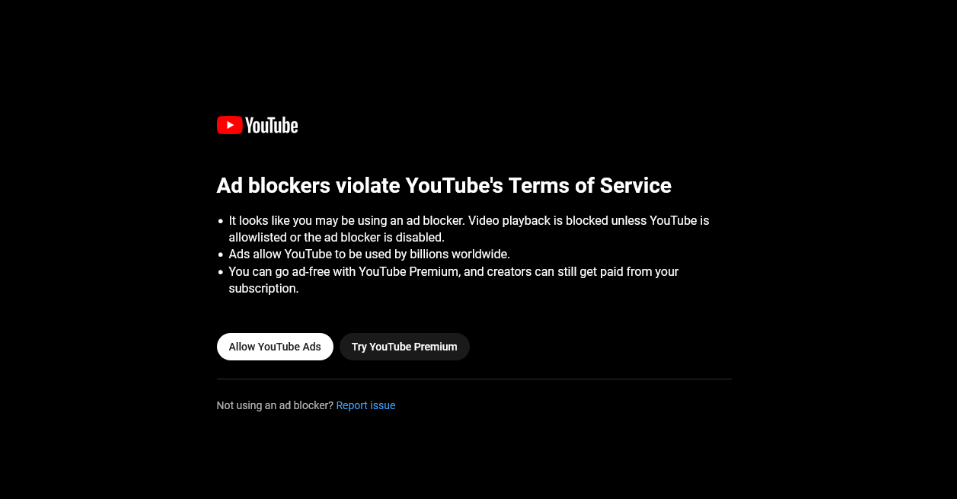 YouTube
Ad blockers violate YouTube's Terms of Service
It looks like you may be using an ad blocker. Video playback is blocked unless YouTube is
allowlisted or the ad blocker is disabled.
Ads allow YouTube to be used by billions worldwide.
You can go ad-free with YouTube Premium, and creators can still get paid from your
subscription.
Allow YouTube Ads Try YouTube Premium
Not using an ad blocker? Report issue